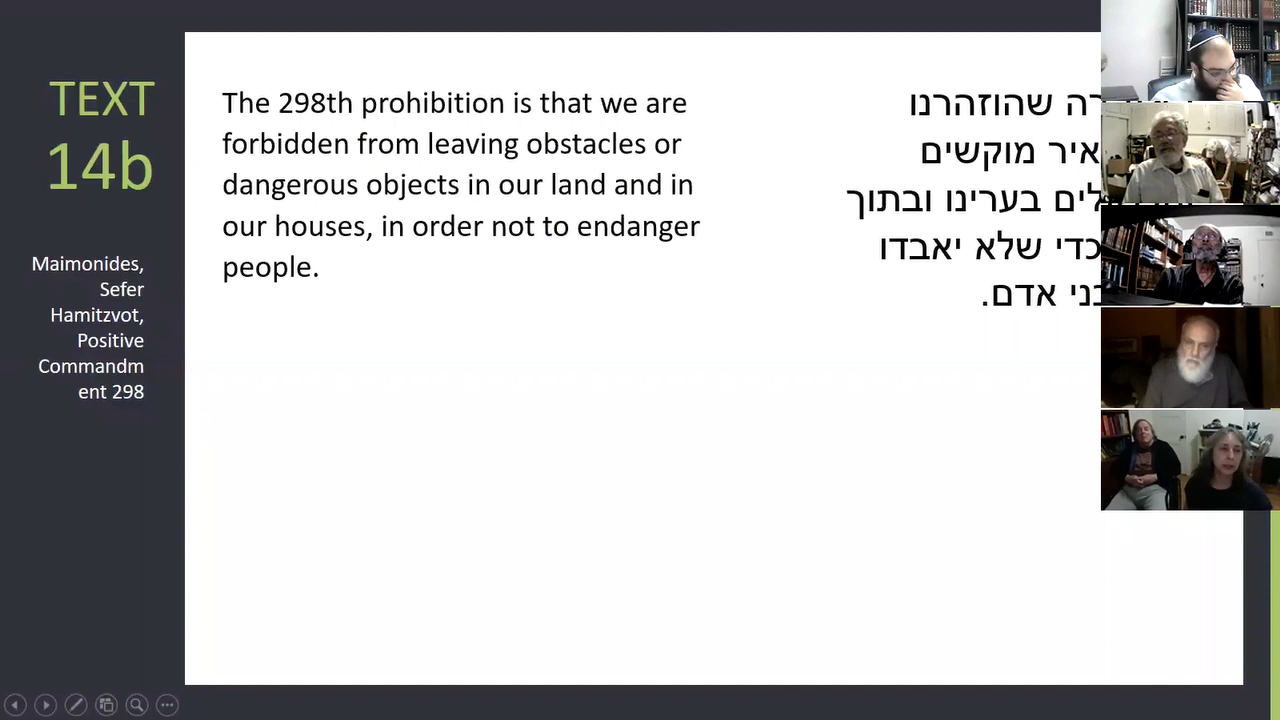 TEXT
14b
Maimonides,
Sefer
Hamitzvot,
Positive
Commandm
ent 298
The 298th prohibition is that we are
forbidden from leaving obstacles or
dangerous objects in our land and in
our houses, in order not to endanger
people.
שהוזהרנו
מוקשים
בערינו ובתוך
כדי שלא יאבדו
אדם.